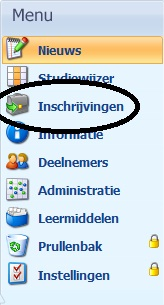 Menu
Nieuws
Studiewijzer
Inschrijvingen
Informatie
Deelnemers
Administratie
Leermiddelen
Prullenbak
Instellingen